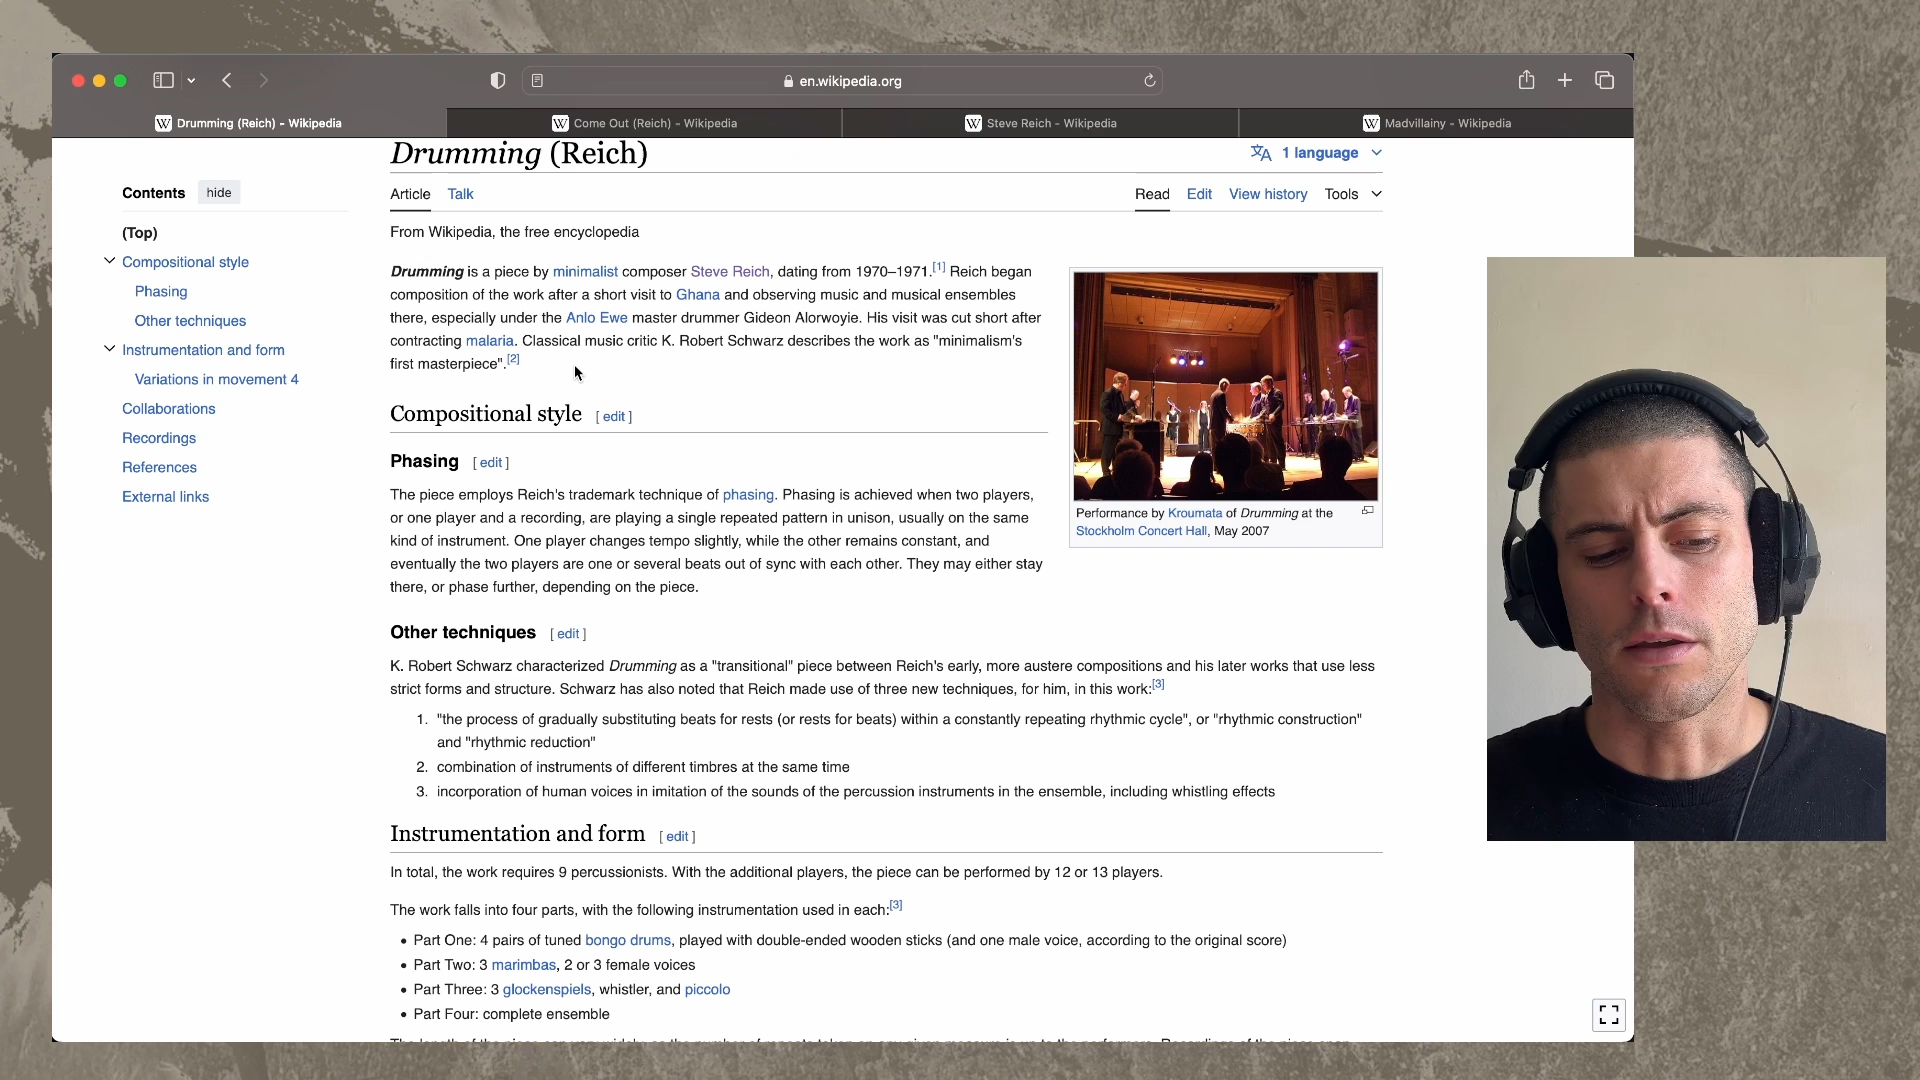 en.wikipedia.org
Drumming (Reich) – Wikipedia
Come Out (Reich) – Wikipedia
Steve Reich – Wikipedia
Madvillainy – Wikipedia
Drumming (Reich)
1 language
Contents hide
Article Talk
Read Edit View history Tools
(Top)
Compositional style
Phasing
Other techniques
Instrumentation and form
Variations in movement 4
Collaborations
Recordings
References
External links
From Wikipedia, the free encyclopedia
Drumming is a piece by minimalist composer Steve Reich, dating from 1970–1971.[1] Reich began
composition of the work after a short visit to Ghana and observing music and musical ensembles
there, especially under the Anlo Ewe master drummer Gideon Alorwoyie. His visit was cut short after
contracting malaria. Classical music critic K. Robert Schwarz describes the work as "minimalism's
first masterpiece".[2]
Performance by Kroumata of Drumming at the
Stockholm Concert Hall, May 2007
Compositional style [ edit ]
Phasing [ edit ]
The piece employs Reich's trademark technique of phasing. Phasing is achieved when two players,
or one player and a recording, are playing a single repeated pattern in unison, usually on the same
kind of instrument. One player changes tempo slightly, while the other remains constant, and
eventually the two players are one or several beats out of sync with each other. They may either stay
there, or phase further, depending on the piece.
Other techniques [ edit ]
K. Robert Schwarz characterized Drumming as a "transitional" piece between Reich's early, more austere compositions and his later works that use less
strict forms and structure. Schwarz has also noted that Reich made use of three new techniques, for him, in this work:[3]
1. "the process of gradually substituting beats for rests (or rests for beats) within a constantly repeating rhythmic cycle", or "rhythmic construction"
and "rhythmic reduction"
2. combination of instruments of different timbres at the same time
3. incorporation of human voices in imitation of the sounds of the percussion instruments in the ensemble, including whistling effects
Instrumentation and form [ edit ]
In total, the work requires 9 percussionists. With the additional players, the piece can be performed by 12 or 13 players.
The work falls into four parts, with the following instrumentation used in each:[3]
• Part One: 4 pairs of tuned bongo drums, played with double-ended wooden sticks (and one male voice, according to the original score)
• Part Two: 3 marimbas, 2 or 3 female voices
• Part Three: 3 glockenspiels, whistler, and piccolo
• Part Four: complete ensemble